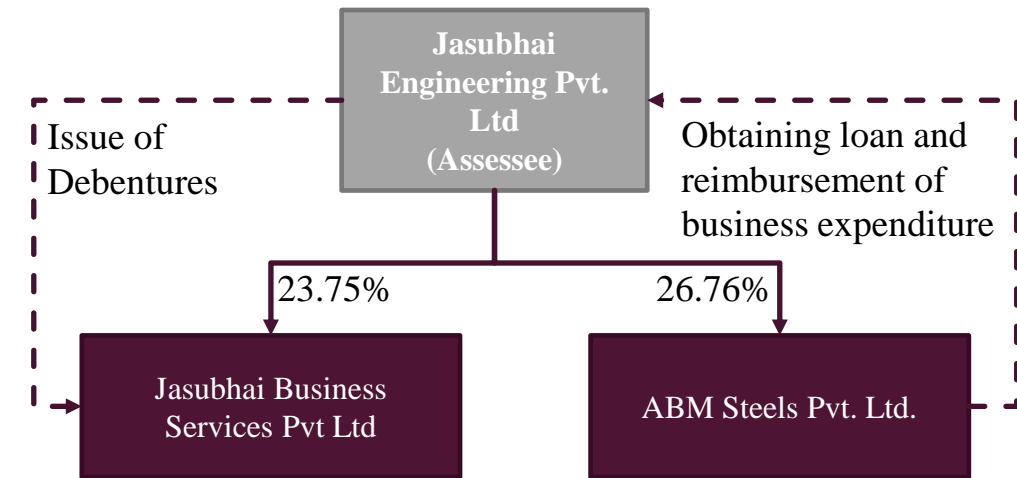 Jasubhai
Engineering Pvt.
Ltd
(Assessee)
Issue of
Debentures
Obtaining loan and
reimbursement of
business expenditure
23.75%
26.76%
Jasubhai Business
Services Pvt Ltd
ABM Steels Pvt. Ltd.